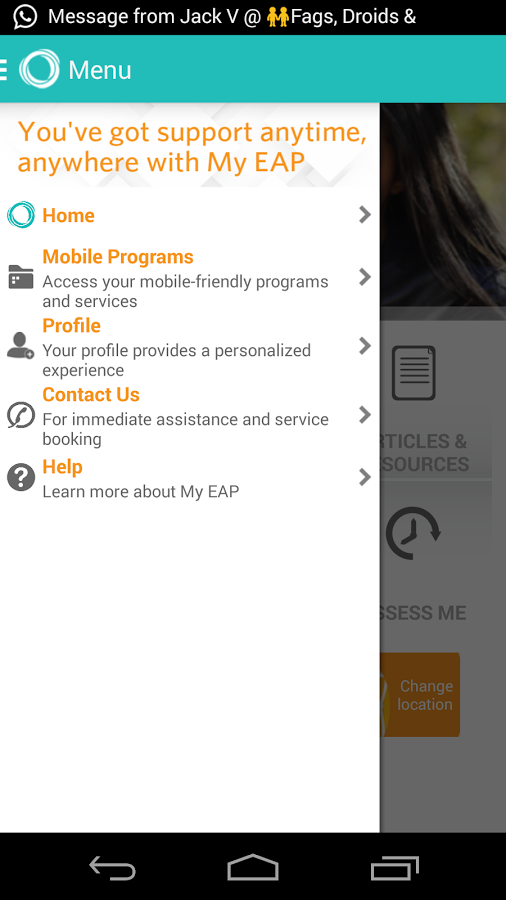 Message from Jack V @ 👬Fags, Droids &
Menu
You've got support anytime,
anywhere with My EAP
Home
Mobile Programs
Access your mobile-friendly programs
and services
Profile
Your profile provides a personalized
experience
Contact Us
For immediate assistance and service
booking
Help
Learn more about My EAP
RTICLES &
SOURCES
SSESS ME
Change
location